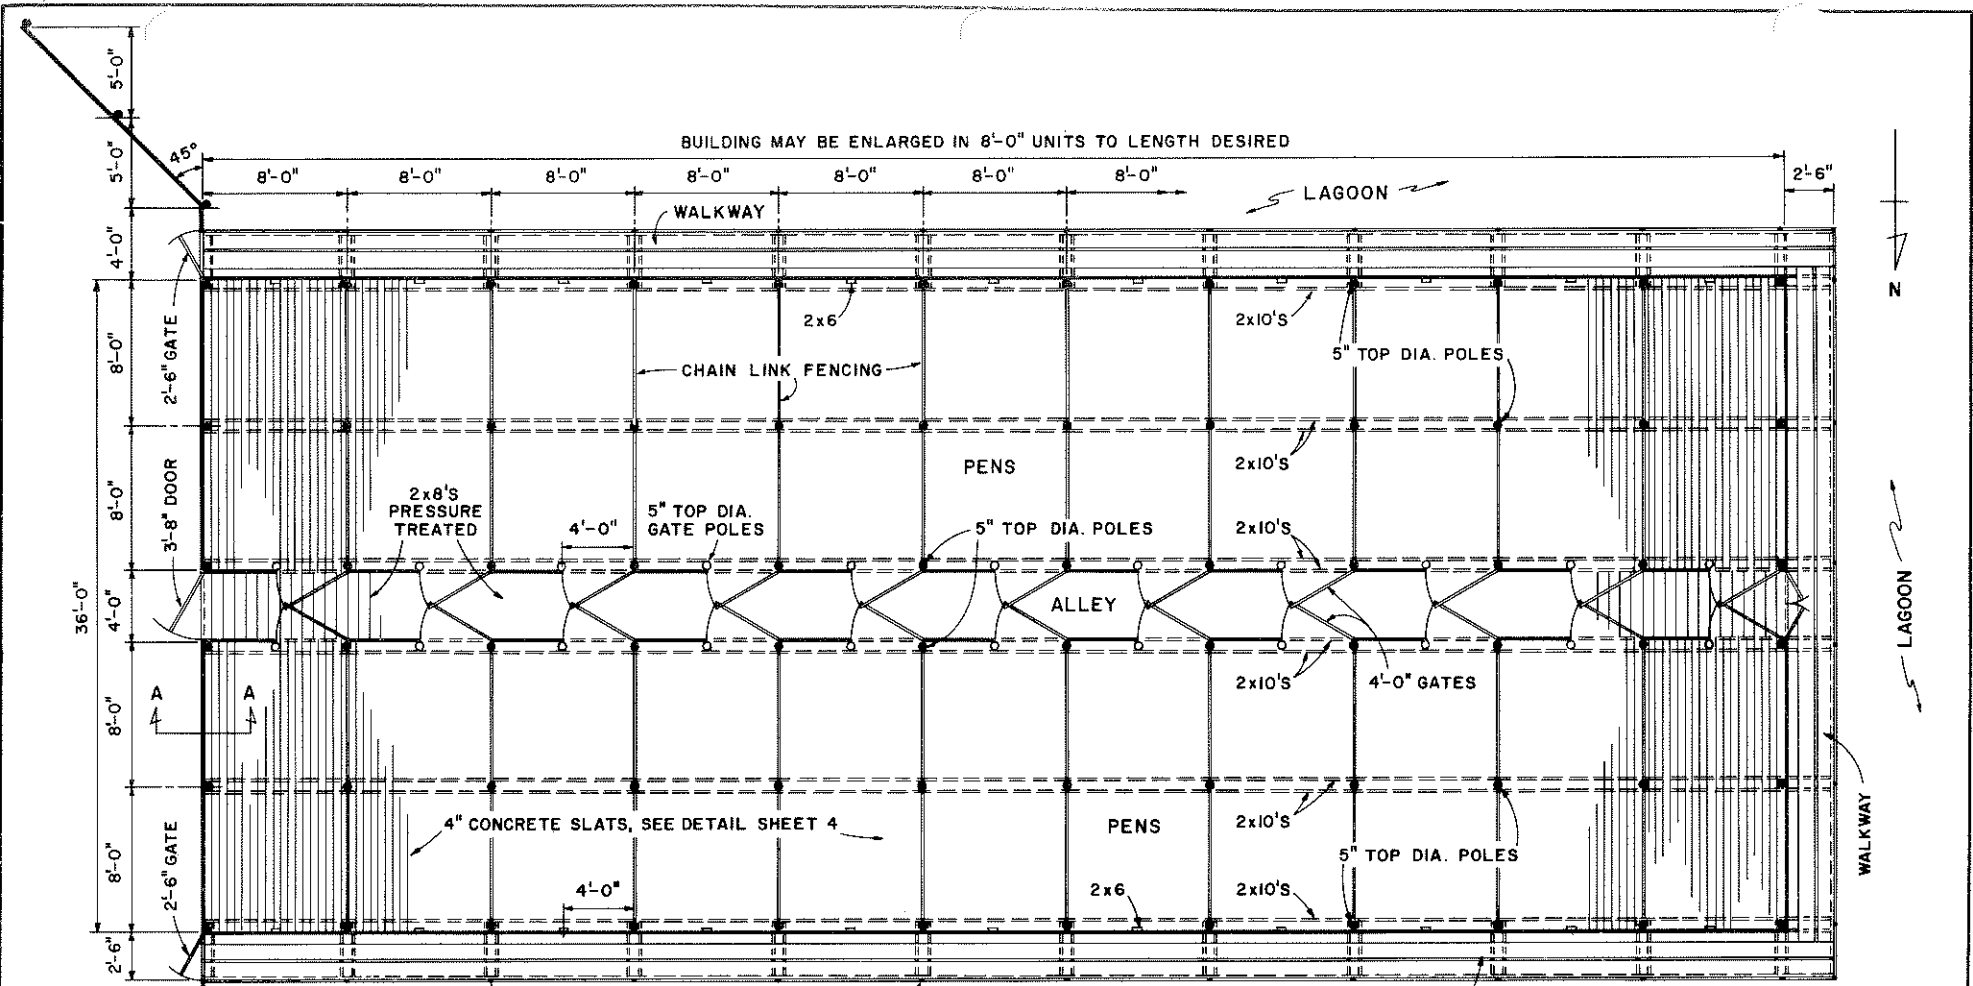 BUILDING MAY BE ENLARGED IN 8'-0" UNITS TO LENGTH DESIRED
5'-0"
5'-0"
45°
4'-0"
8'-0"
8'-0"
8'-0"
8'-0"
8'-0"
8'-0"
8'-0"
2'-6"
LAGOON
WALKWAY
N
2'-6" GATE
8'-0"
2x6
2x10'S
5" TOP DIA. POLES
CHAIN LINK FENCING
PENS
2x10'S
3'-8" DOOR
8'-0"
2x8'S
PRESSURE
TREATED
4'-0"
5" TOP DIA.
GATE POLES
5" TOP DIA. POLES
2x10'S
36'-0"
4'-0"
ALLEY
LAGOON
A
A
8'-0"
2x10'S
4'-0" GATES
4" CONCRETE SLATS, SEE DETAIL SHEET 4
PENS
2x10'S
5" TOP DIA. POLES
WALKWAY
8'-0"
2'-6" GATE
4'-0"
2x6
2x10'S
2'-6"